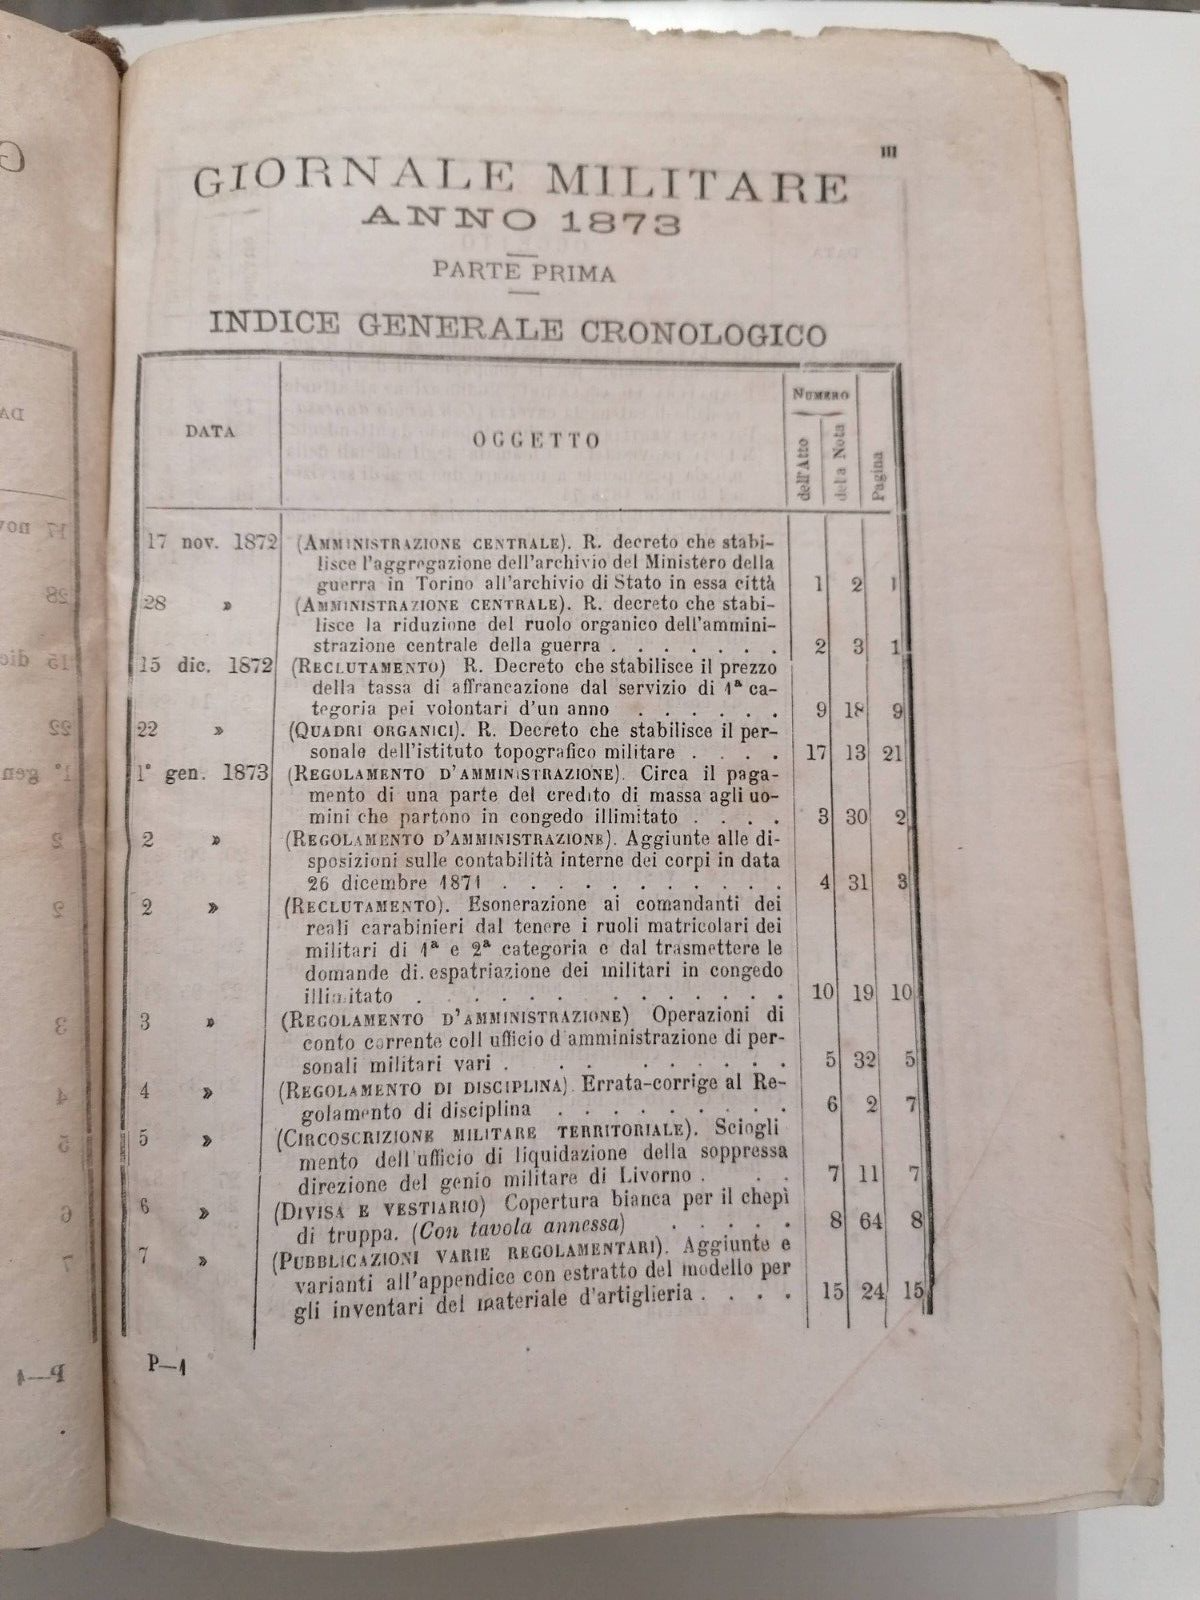 III
GIORNALE MILITARE
ANNO 1873
PARTE PRIMA
INDICE GENERALE CRONOLOGICO
DATA OGGETTO NUMERO dell'Atto della Nota Pagina
17 nov. 1872 (AMMINISTRAZIONE CENTRALE). R. decreto che stabi-
lisce l'aggregazione dell'archivio del Ministero della
guerra in Torino all'archivio di Stato in essa città 1 2 1
28 » (AMMINISTRAZIONE CENTRALE). R. decreto che stabi-
lisce la riduzione del ruolo organico dell'ammini-
strazione centrale della guerra . . . . . . . 2 3 1
15 dic. 1872 (RECLUTAMENTO) R. Decreto che stabilisce il prezzo
della tassa di affrancazione dal servizio di 1ª ca-
tegoria pei volontari d'un anno . . . . . . 9 18 9
22 » (QUADRI ORGANICI). R. Decreto che stabilisce il per-
sonale dell'istituto topografico militare . . . . 17 13 21
1° gen. 1873 (REGOLAMENTO D'AMMINISTRAZIONE). Circa il paga-
mento di una parte del credito di massa agli uo-
mini che partono in congedo illimitato . . . . 3 30 2
2 » (REGOLAMENTO D'AMMINISTRAZIONE). Aggiunte alle di-
sposizioni sulle contabilità interne dei corpi in data
26 dicembre 1871 . . . . . . . . . . . 4 31 3
2 » (RECLUTAMENTO). Esonerazione ai comandanti dei
reali carabinieri dal tenere i ruoli matricolari dei
militari di 1ª e 2ª categoria e dal trasmettere le
domande di. espatriazione dei militari in congedo
illimitato . . . . . . . . . . . . . . 10 19 10
3 » (REGOLAMENTO D'AMMINISTRAZIONE) Operazioni di
conto corrente coll ufficio d'amministrazione di per-
sonali militari vari . . . . . . . . . 5 32 5
4 » (REGOLAMENTO DI DISCIPLINA) Errata-corrige al Re-
golamento di disciplina . . . . . . . . . 6 2 7
5 » (CIRCOSCRIZIONE MILITARE TERRITORIALE). Sciogli
mento dell'ufficio di liquidazione della soppressa
direzione del genio militare di Livorno . . . 7 11 7
6 » (DIVISA E VESTIARIO) Copertura bianca per il chepì
di truppa. (Con tavola annessa) . . . . . 8 64 8
7 » (PUBBLICAZIONI VARIE REGOLAMENTARI). Aggiunte e
varianti all'appendice con estratto del modello per
gli inventari del materiale d'artiglieria . . . . 15 24 15
P—1